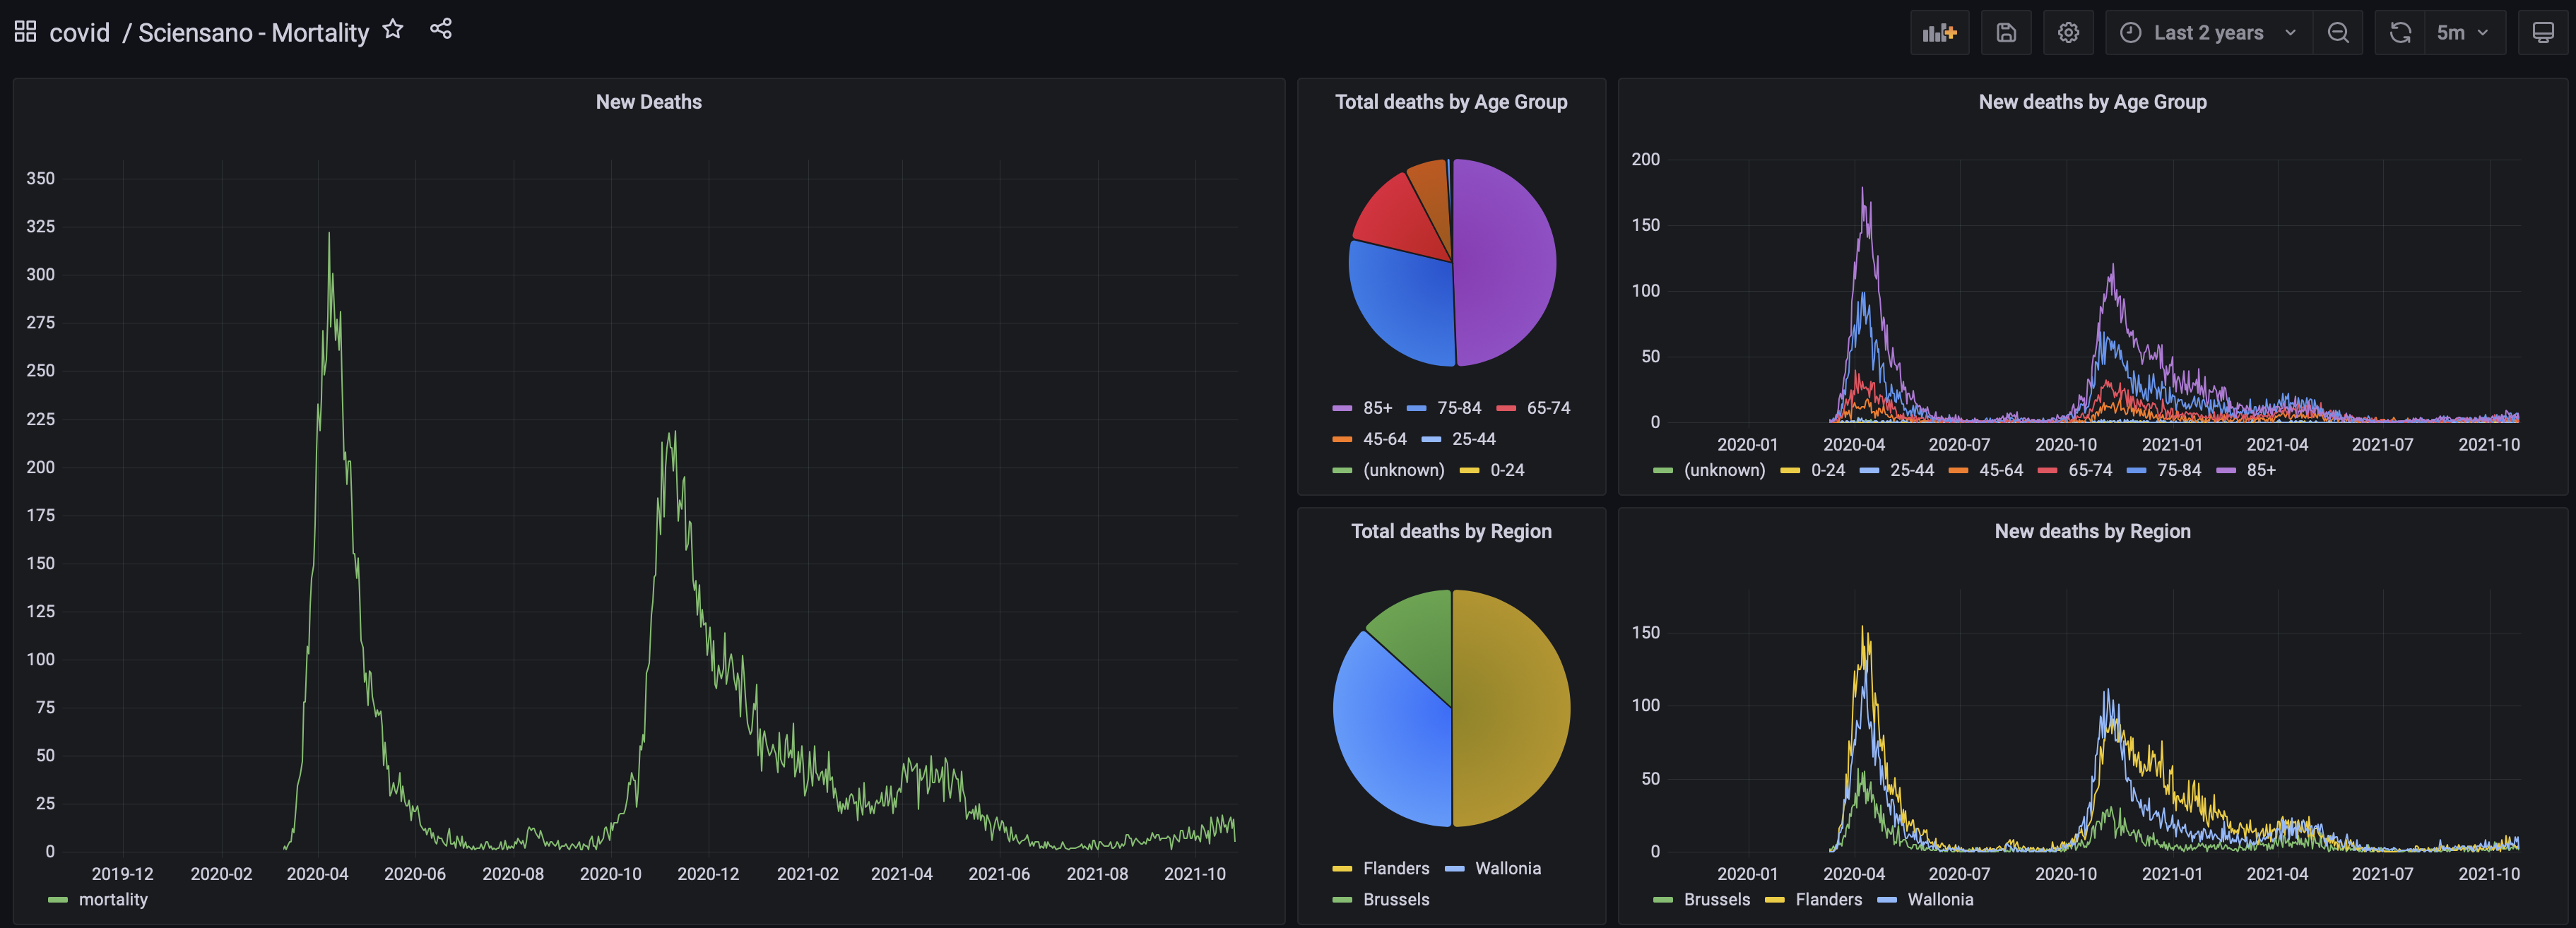 covid / Sciensano - Mortality
Last 2 years
5m
New Deaths
350
325
300
275
250
225
200
175
150
125
100
75
50
25
0
2019-12 2020-02 2020-04 2020-06 2020-08 2020-10 2020-12 2021-02 2021-04 2021-06 2021-08 2021-10
mortality
Total deaths by Age Group
85+ 75-84 65-74
45-64 25-44
(unknown) 0-24
New deaths by Age Group
200
150
100
50
0
2020-01 2020-04 2020-07 2020-10 2021-01 2021-04 2021-07 2021-10
(unknown) 0-24 25-44 45-64 65-74 75-84 85+
Total deaths by Region
Flanders Wallonia
Brussels
New deaths by Region
150
100
50
0
2020-01 2020-04 2020-07 2020-10 2021-01 2021-04 2021-07 2021-10
Brussels Flanders Wallonia